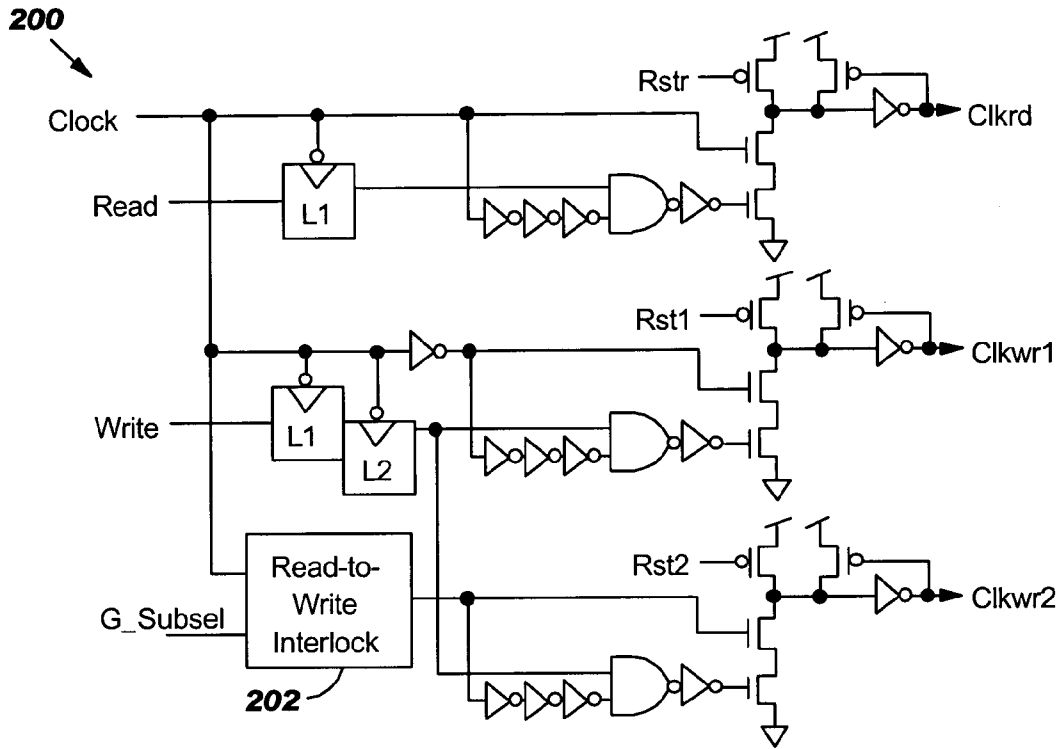 200
Clock
Rstr
Clkrd
Read
L1
Rst1
Clkwr1
Write
L1
L2
Rst2
Clkwr2
Read-to-
Write
Interlock
G_Subsel
202